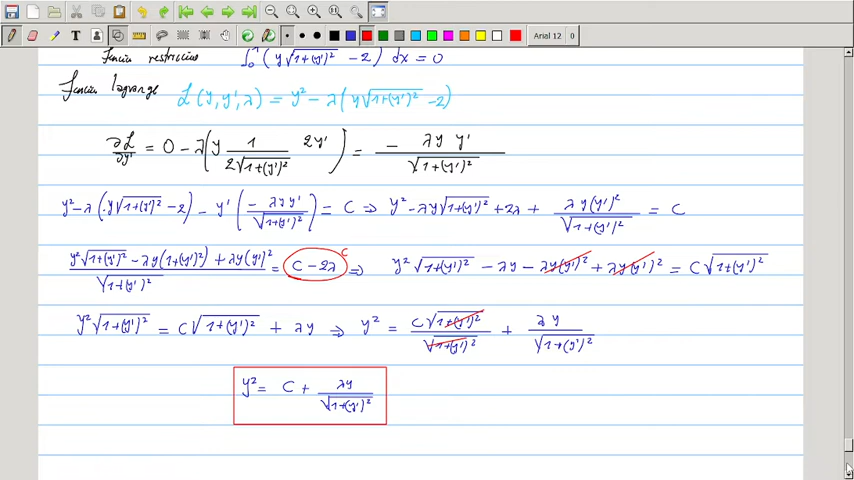 Arial 12 0
Función restricción ∫₀¹ (y√1+(y')² − 2) dx = 0
Función lagrange ℒ(y, y', λ) = y² − λ(y√1+(y')² − 2)
∂ℒ/∂y' = 0 − λ(y 1/2√1+(y')² 2y') = − λy y'/√1+(y')²
y² − λ(y√1+(y')² − 2) − y'(− λy y'/√1+(y')²) = C ⇒ y² − λy√1+(y')² + 2λ + λy(y')²/√1+(y')² = C
y²√1+(y')² − λy(1+(y')²) + λy(y')²/√1+(y')² = C − 2λ C ⇒ y²√1+(y')² − λy − λy(y')² + λy(y')² = C√1+(y')²
y²√1+(y')² = C√1+(y')² + λy ⇒ y² = C√1+(y')²/√1+(y')² + λy/√1+(y')²
y² = C + λy/√1+(y')²